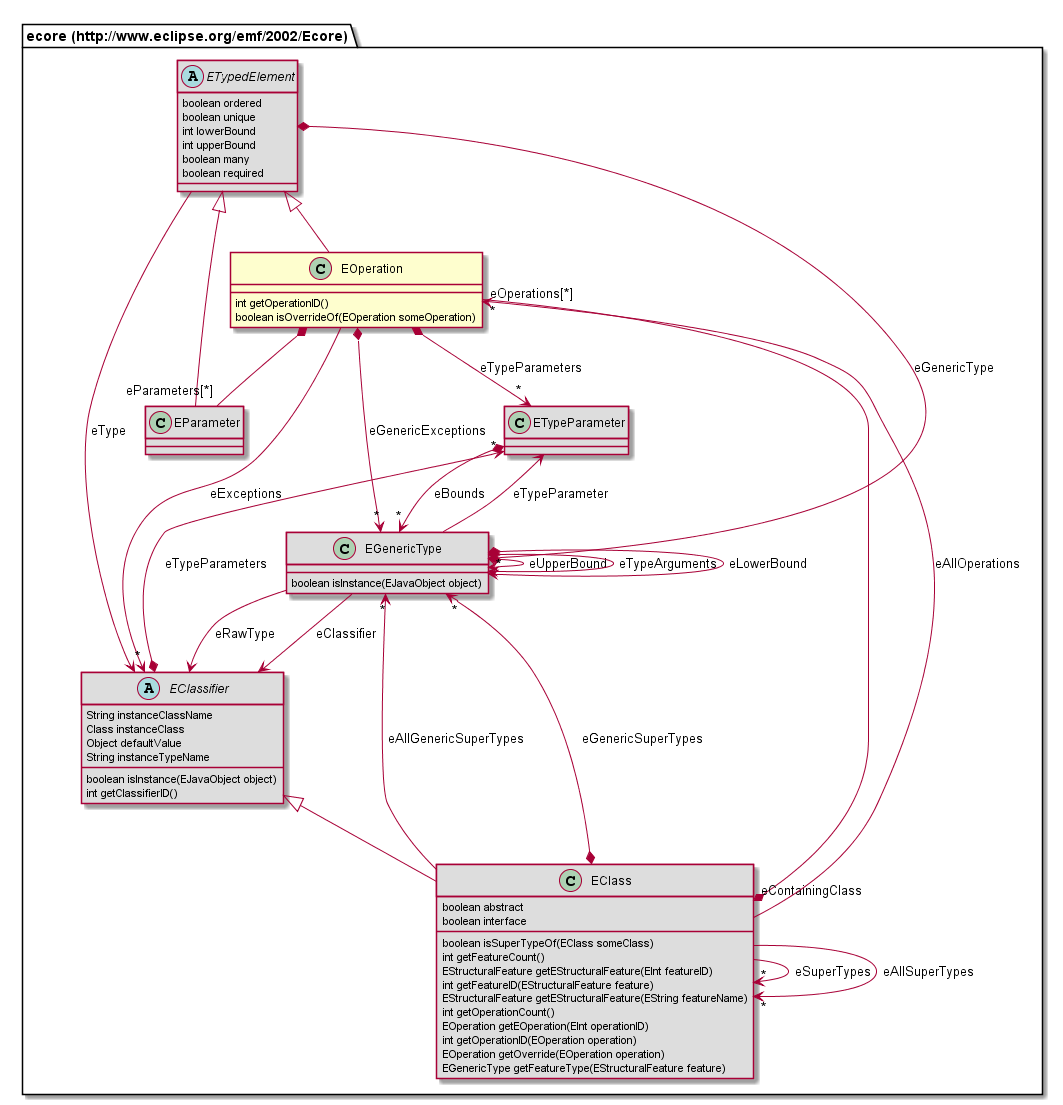 ecore (http://www.eclipse.org/emf/2002/Ecore)
A ETypedElement
boolean ordered
boolean unique
int lowerBound
int upperBound
boolean many
boolean required
C EOperation
int getOperationID()
boolean isOverrideOf(EOperation someOperation)
eOperations[*]
*
eGenericType
eTypeParameters
*
eParameters[*]
C EParameter
C ETypeParameter
eType
eGenericExceptions
*
eExceptions
eBounds
eTypeParameter
*
*
C EGenericType
boolean isInstance(EJavaObject object)
*
eUpperBound
eTypeArguments
eLowerBound
eTypeParameters
eAllOperations
*
*
eRawType
eClassifier
*
A EClassifier
String instanceClassName
Class instanceClass
Object defaultValue
String instanceTypeName
boolean isInstance(EJavaObject object)
int getClassifierID()
eAllGenericSuperTypes
eGenericSuperTypes
C EClass
boolean abstract
boolean interface
boolean isSuperTypeOf(EClass someClass)
int getFeatureCount()
EStructuralFeature getEStructuralFeature(EInt featureID)
int getFeatureID(EStructuralFeature feature)
EStructuralFeature getEStructuralFeature(EString featureName)
int getOperationCount()
EOperation getEOperation(EInt operationID)
int getOperationID(EOperation operation)
EOperation getOverride(EOperation operation)
EGenericType getFeatureType(EStructuralFeature feature)
eContainingClass
*
eSuperTypes
eAllSuperTypes
*